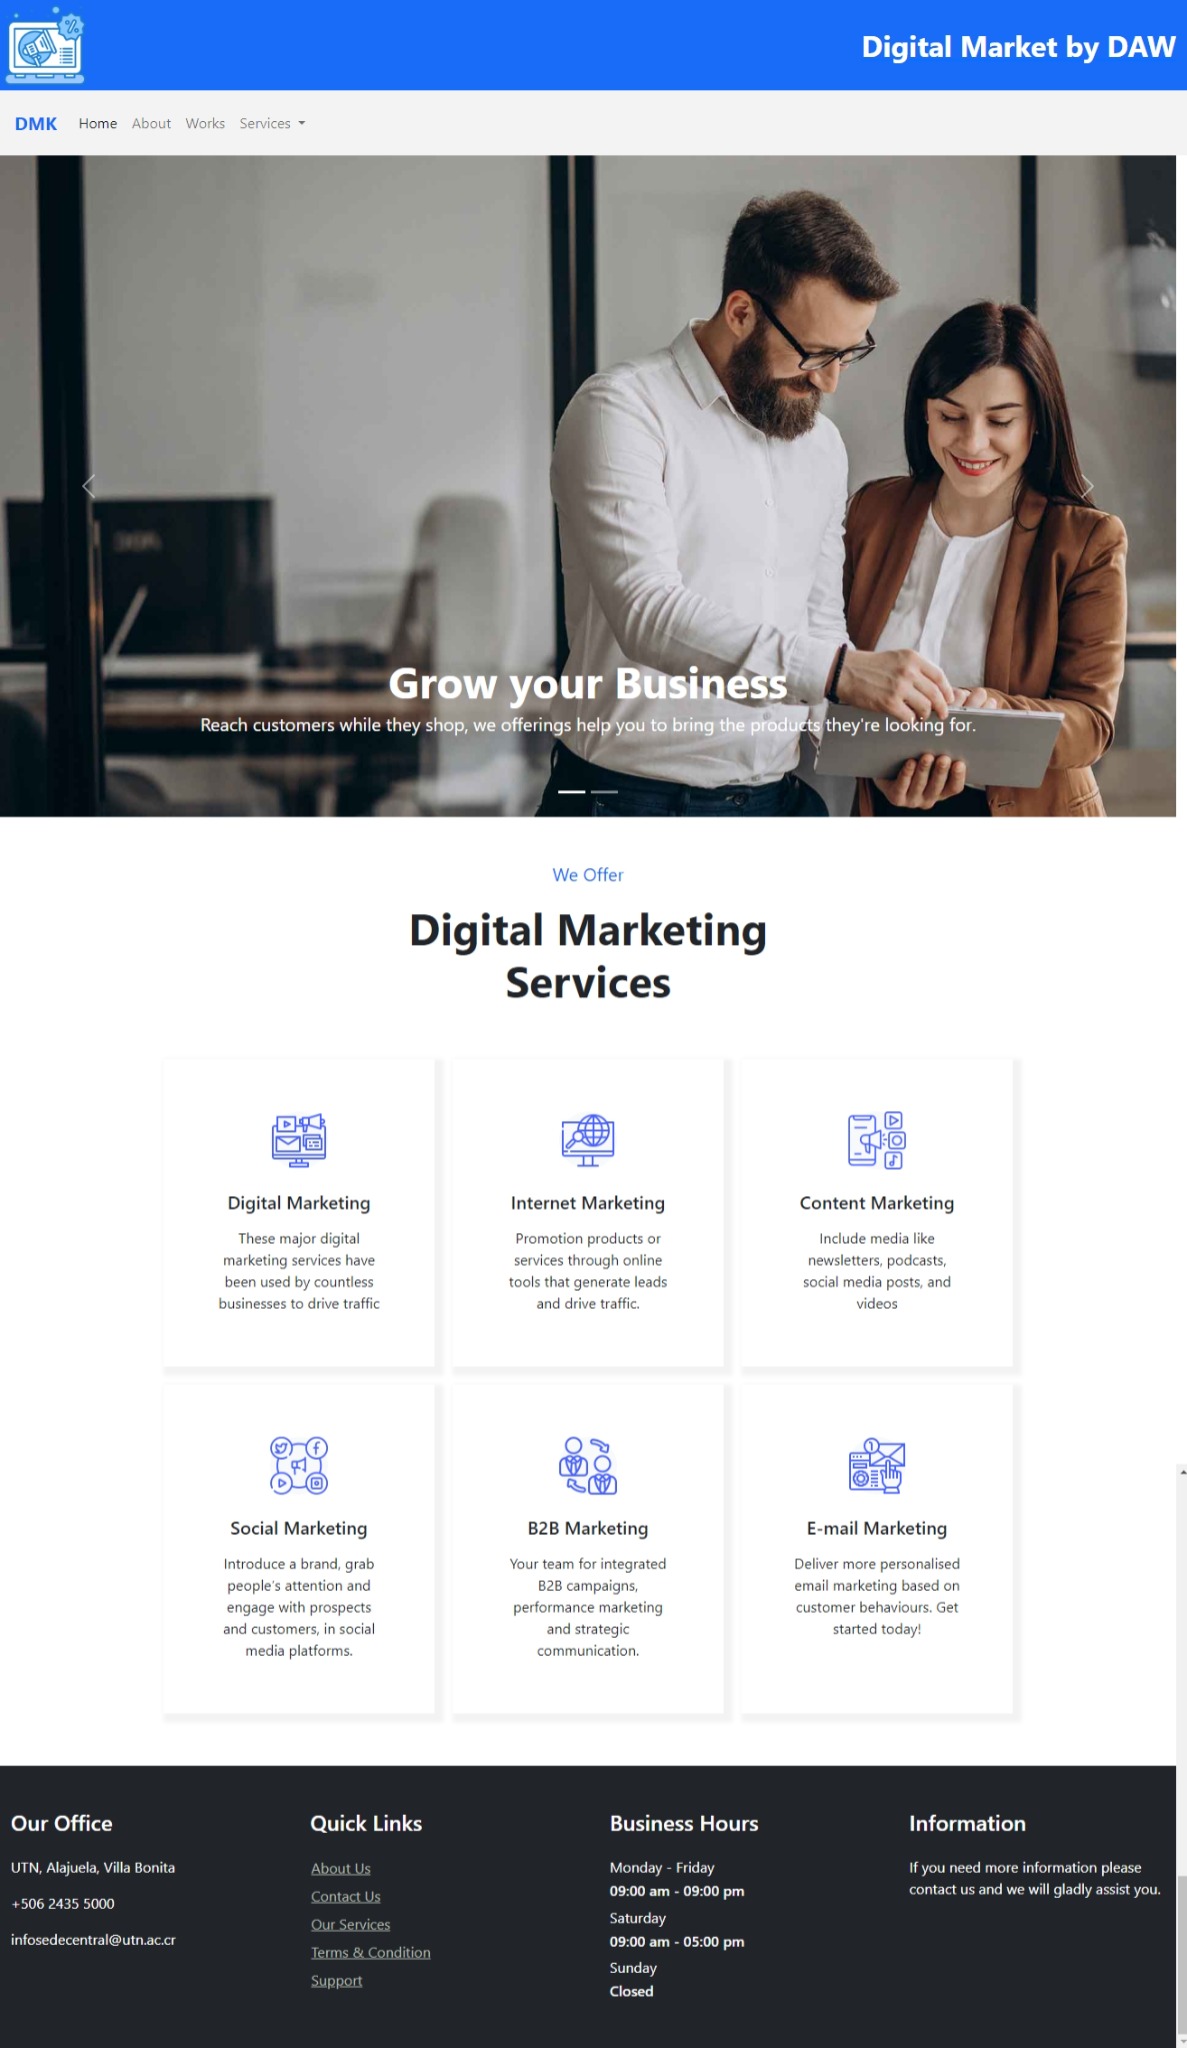 Digital Market by DAW
DMK Home About Works Services
Grow your Business
Reach customers while they shop, we offerings help you to bring the products they're looking for.
We Offer
Digital Marketing
Services
Digital Marketing
These major digital
marketing services have
been used by countless
businesses to drive traffic
Internet Marketing
Promotion products or
services through online
tools that generate leads
and drive traffic.
Content Marketing
Include media like
newsletters, podcasts,
social media posts, and
videos
Social Marketing
Introduce a brand, grab
people's attention and
engage with prospects
and customers, in social
media platforms.
B2B Marketing
Your team for integrated
B2B campaigns,
performance marketing
and strategic
communication.
E-mail Marketing
Deliver more personalised
email marketing based on
customer behaviours. Get
started today!
Our Office
UTN, Alajuela, Villa Bonita
+506 2435 5000
infosedecentral@utn.ac.cr
Quick Links
About Us
Contact Us
Our Services
Terms & Condition
Support
Business Hours
Monday - Friday
09:00 am - 09:00 pm
Saturday
09:00 am - 05:00 pm
Sunday
Closed
Information
If you need more information please
contact us and we will gladly assist you.